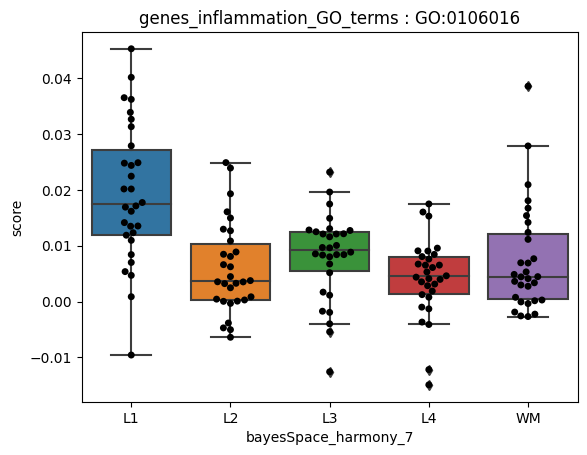 genes_inflammation_GO_terms : GO:0106016
score
0.04
0.03
0.02
0.01
0.00
−0.01
L1 L2 L3 L4 WM
bayesSpace_harmony_7